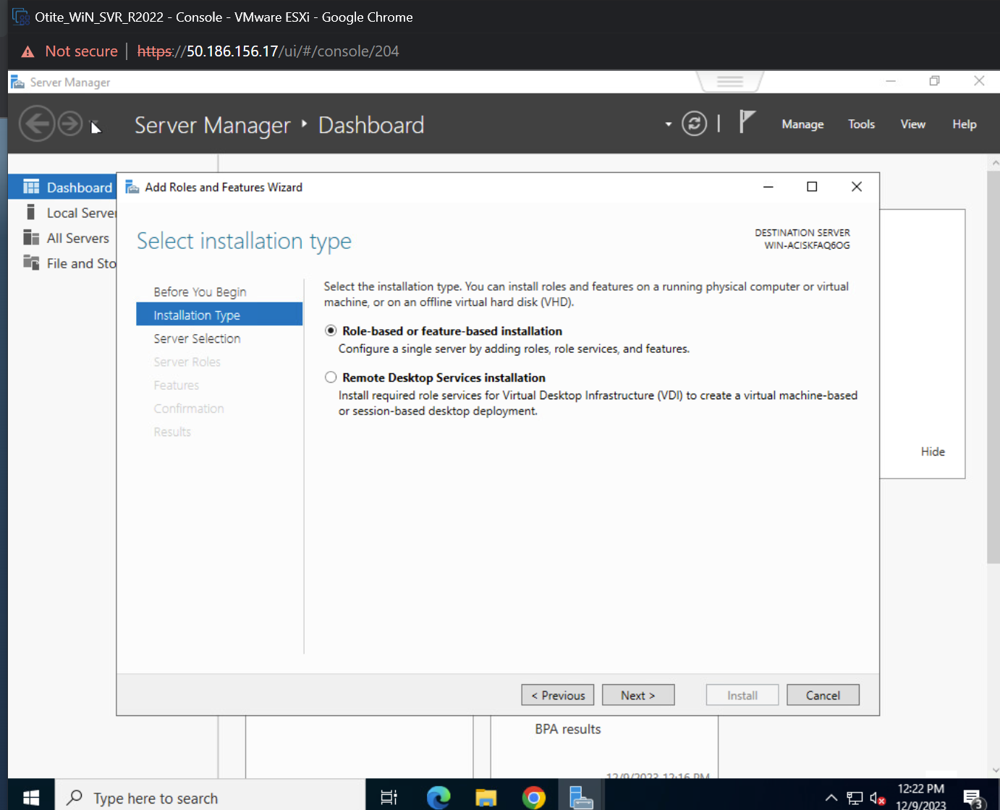 Otite_WiN_SVR_R2022 - Console - VMware ESXi - Google Chrome
Not secure https://50.186.156.17/ui/#/console/204
Server Manager
Server Manager ‣ Dashboard
Manage Tools View Help
Dashboard
Local Server
All Servers
File and Sto
Add Roles and Features Wizard
Select installation type
DESTINATION SERVER
WIN-ACISKFAQ6OG
Before You Begin
Installation Type
Server Selection
Server Roles
Features
Confirmation
Results
Select the installation type. You can install roles and features on a running physical computer or virtual
machine, or on an offline virtual hard disk (VHD).
Role-based or feature-based installation
Configure a single server by adding roles, role services, and features.
Remote Desktop Services installation
Install required role services for Virtual Desktop Infrastructure (VDI) to create a virtual machine-based
or session-based desktop deployment.
Hide
< Previous Next > Install Cancel
BPA results
12/9/2023 12:16 PM
Type here to search
12:22 PM
12/9/2023
3